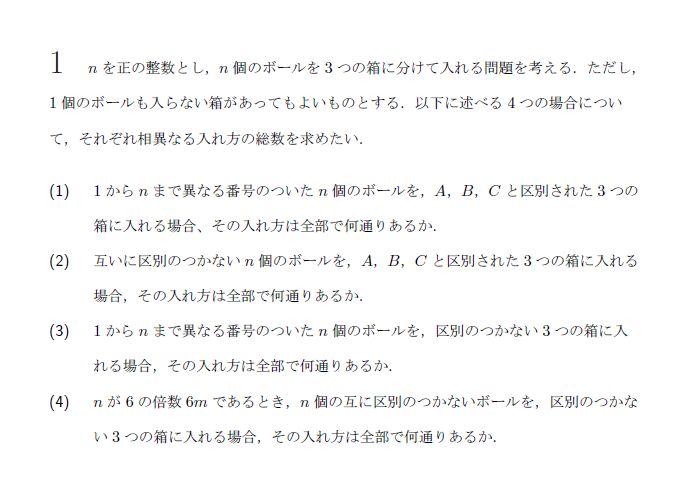 1 nを正の整数とし，n個のボールを3つの箱に分けて入れる問題を考える．ただし，
1個のボールも入らない箱があってもよいものとする．以下に述べる4つの場合につい
て，それぞれ相異なる入れ方の総数を求めたい．
(1) 1からnまで異なる番号のついたn個のボールを，A，B，Cと区別された3つの
箱に入れる場合、その入れ方は全部で何通りあるか．
(2) 互いに区別のつかないn個のボールを，A，B，Cと区別された3つの箱に入れる
場合，その入れ方は全部で何通りあるか．
(3) 1からnまで異なる番号のついたn個のボールを，区別のつかない3つの箱に入
れる場合，その入れ方は全部で何通りあるか．
(4) nが6の倍数6mであるとき，n個の互に区別のつかないボールを，区別のつかな
い3つの箱に入れる場合，その入れ方は全部で何通りあるか．